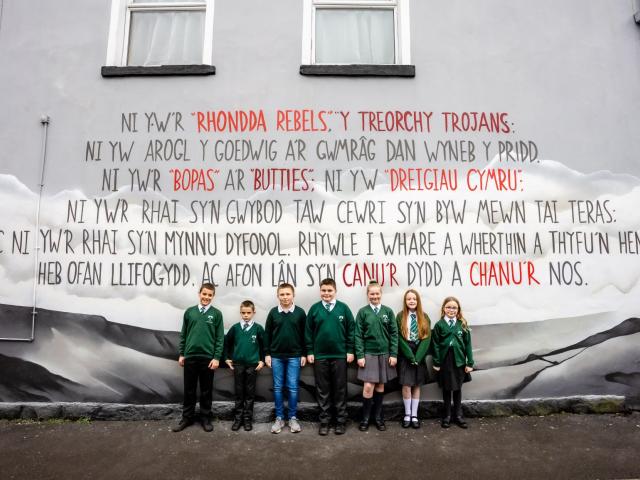 NI Y'W'R "RHONDDA REBELS", "Y TREORCHY TROJANS;
NI YW AROGL Y GOEDWIG A'R GWMRÂG DAN WYNEB Y PRIDD.
NI YW'R "BOPAS" A'R "BUTTIES"; NI YW "DREIGIAU CYMRU";
NI YW'R RHAI SY'N GWYBOD TAW CEWRI SY'N BYW MEWN TAI TERAS;
C NI YW'R RHAI SY'N MYNNU DYFODOL. RHYWLE I WHARE A WHERTHIN A THYFU'N HEN
HEB OFAN LLIFOGYDD. AC AFON LÂN SY'N CANU'R DYDD A CHANU'R NOS.